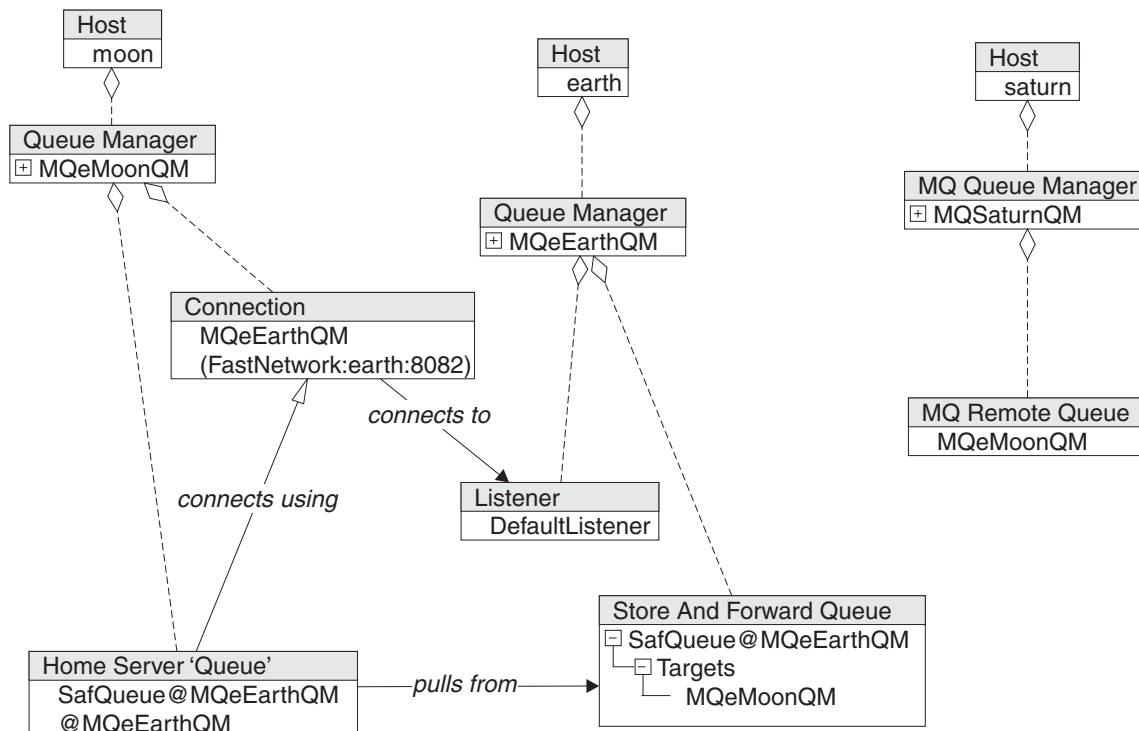 Host
moon
Queue Manager
MQeMoonQM
Host
earth
Queue Manager
MQeEarthQM
Host
saturn
MQ Queue Manager
MQSaturnQM
Connection
MQeEarthQM
(FastNetwork:earth:8082)
connects to
MQ Remote Queue
MQeMoonQM
connects using
Listener
DefaultListener
Home Server ‘Queue’
SafQueue@MQeEarthQM
@MQeEarthQM
pulls from
Store And Forward Queue
SafQueue@MQeEarthQM
Targets
MQeMoonQM